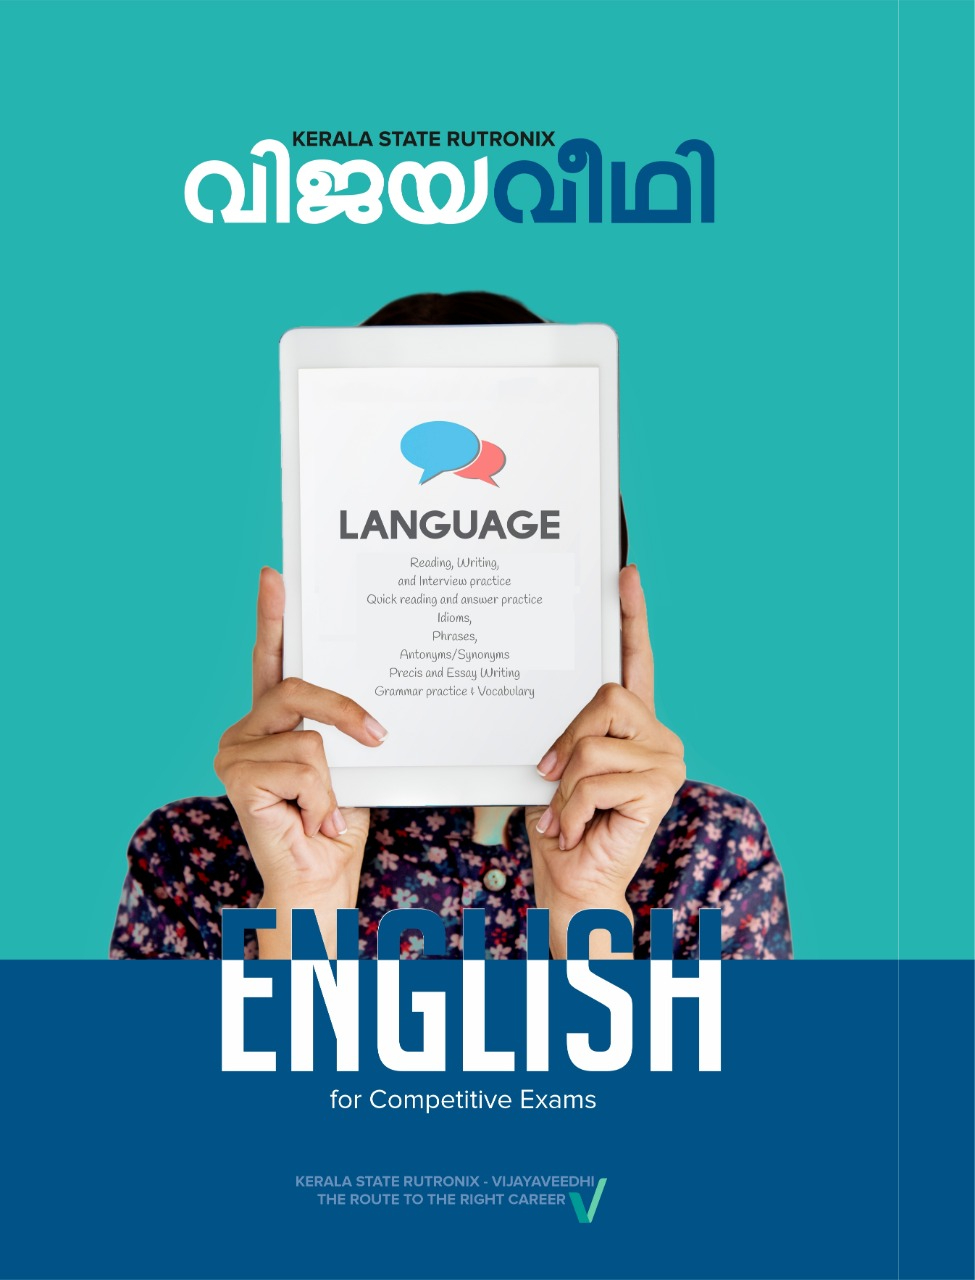 KERALA STATE RUTRONIX
വിജയവീഥി
LANGUAGE
Reading, Writing,
and Interview practice
Quick reading and answer practice
Idioms,
Phrases,
Antonyms/Synonyms
Precis and Essay Writing
Grammar practice & Vocabulary
ENGLISH
for Competitive Exams
KERALA STATE RUTRONIX - VIJAYAVEEDHI
THE ROUTE TO THE RIGHT CAREER